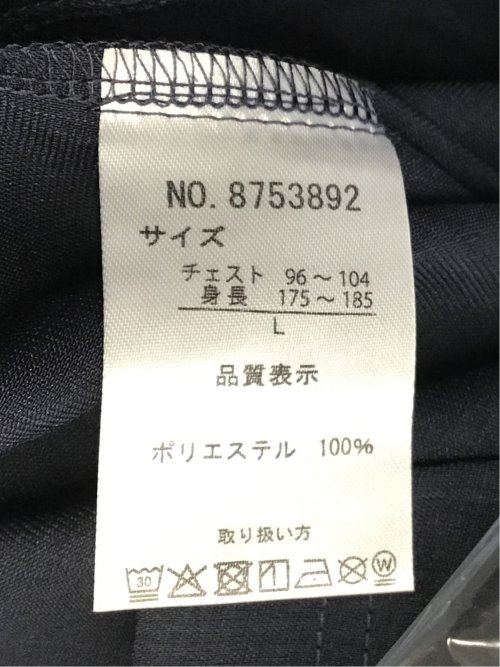 NO. 8753892
サイズ
チェスト 96～104
身長 175～185
L
品質表示
ポリエステル 100%
取り扱い方
30 W